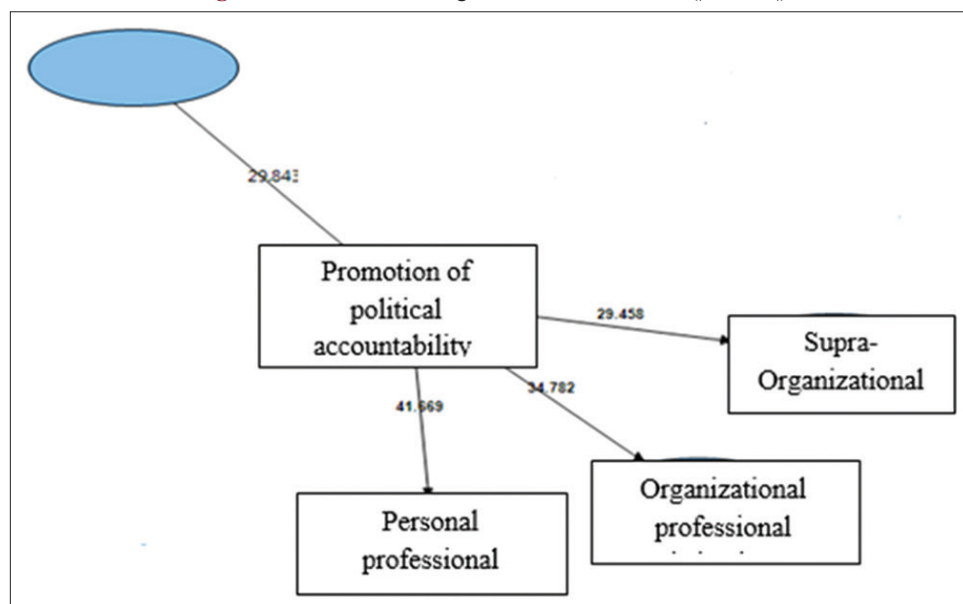 29.843
Promotion of
political
accountability
29.458
Supra-
Organizational
34.782
41.669
Organizational
professional
Personal
professional